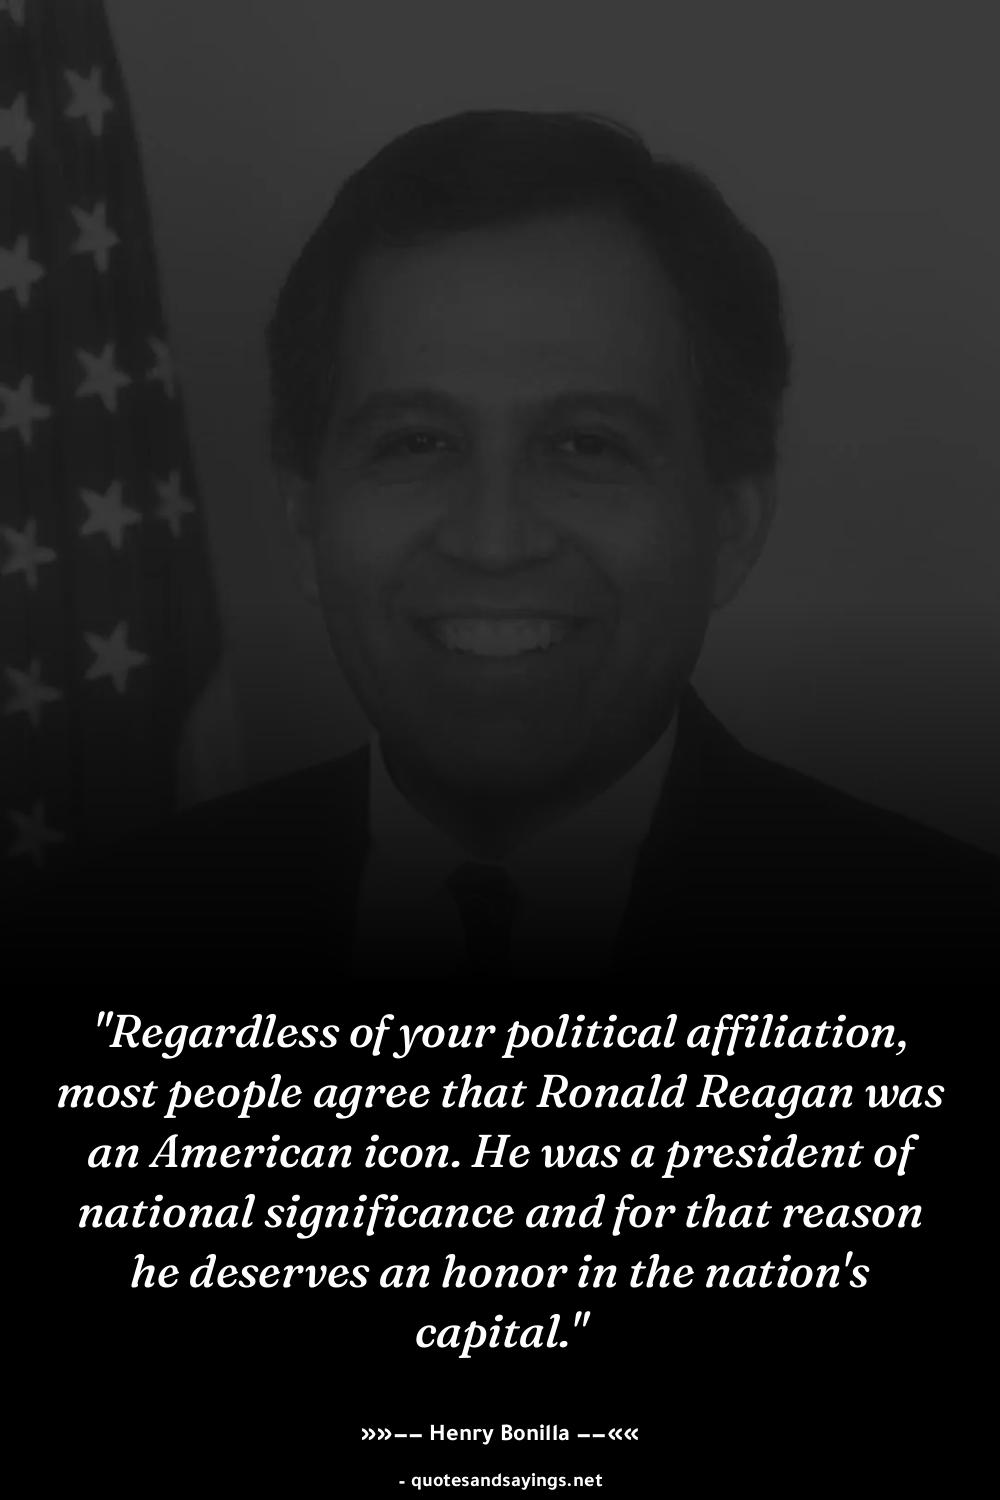 "Regardless of your political affiliation,
most people agree that Ronald Reagan was
an American icon. He was a president of
national significance and for that reason
he deserves an honor in the nation's
capital."
»»–– Henry Bonilla ––««
- quotesandsayings.net